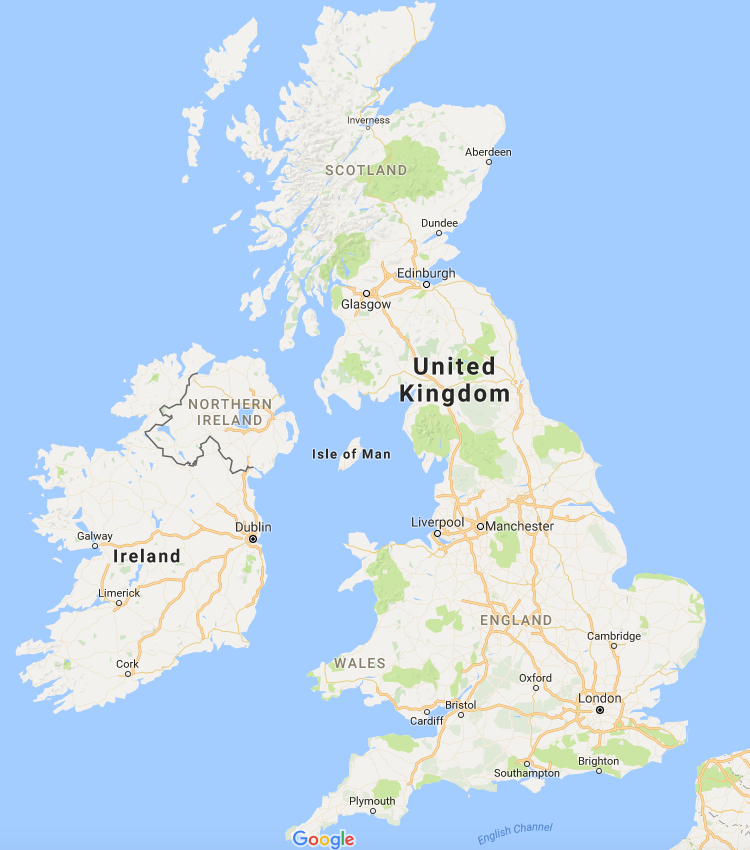 Inverness
Aberdeen
SCOTLAND
Dundee
Edinburgh
Glasgow
United
Kingdom
NORTHERN
IRELAND
Isle of Man
Liverpool
Manchester
Dublin
Galway
Ireland
Limerick
ENGLAND
Cambridge
WALES
Cork
Oxford
London
Bristol
Cardiff
Brighton
Southampton
Plymouth
English Channel
Google